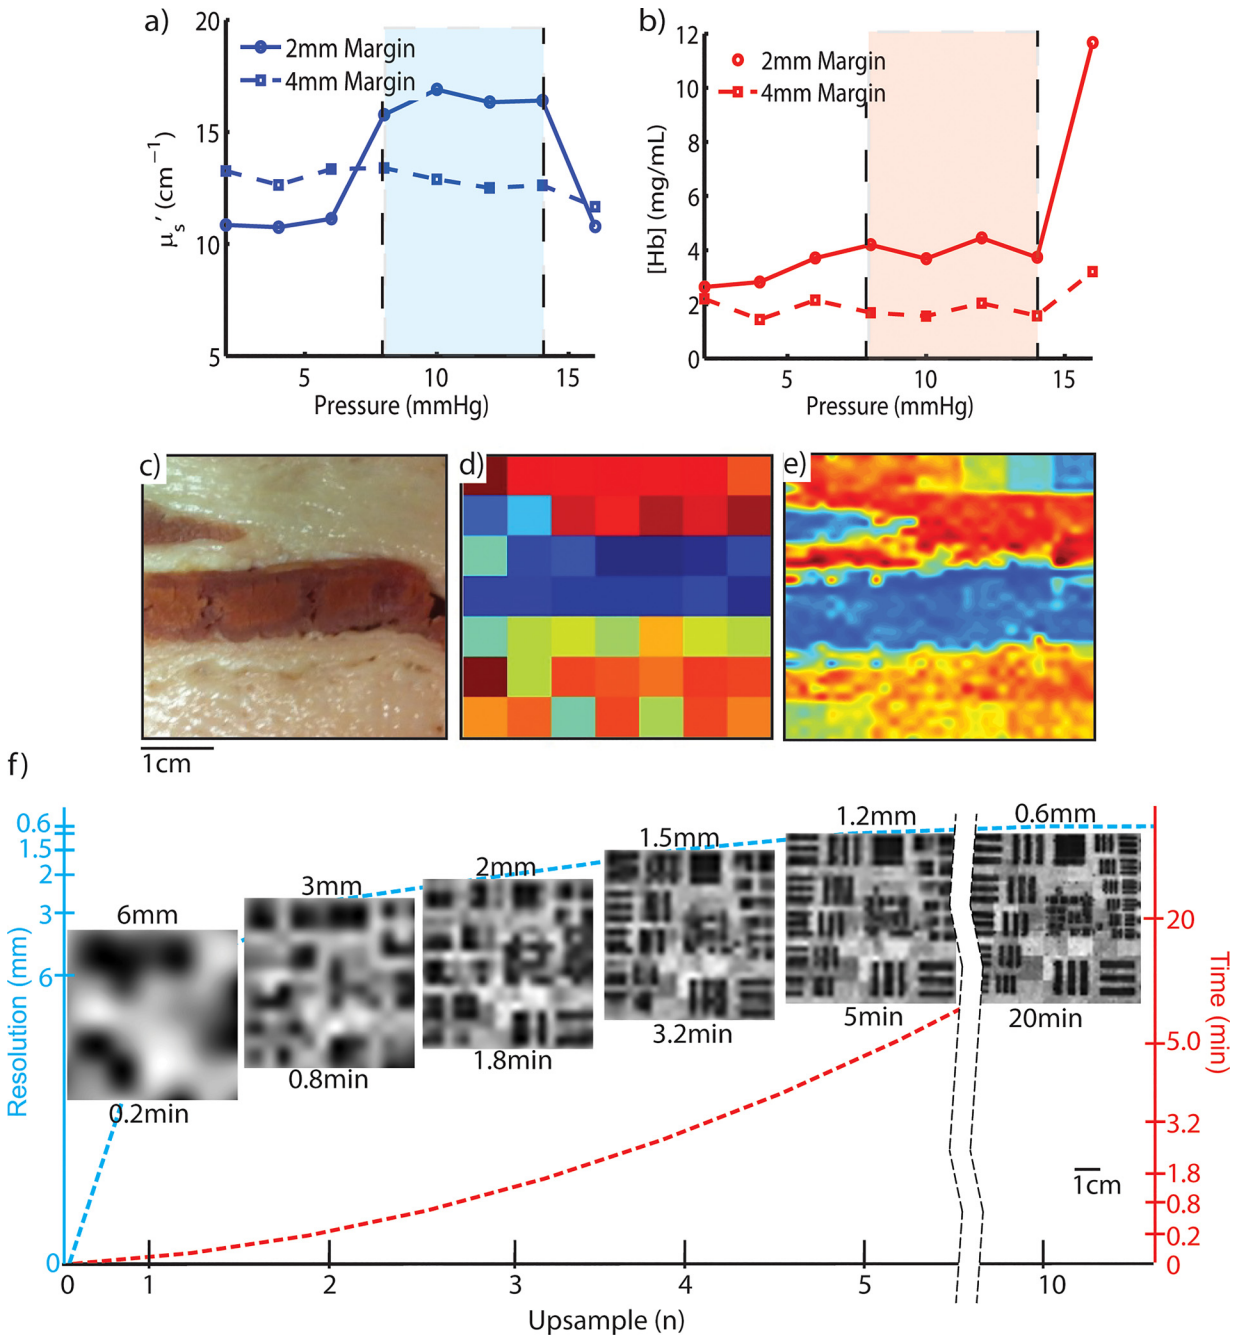 a)
20
15
10
5
2mm Margin
4mm Margin
μs′ (cm−1)
5 10 15
Pressure (mmHg)
b)
12
10
8
6
4
2
0
2mm Margin
4mm Margin
[Hb] (mg/mL)
5 10 15
Pressure (mmHg)
c)
d)
e)
1cm
f)
0.6
1.5
2
3
6
0
Resolution (mm)
6mm
0.2min
3mm
0.8min
2mm
1.8min
1.5mm
3.2min
1.2mm
5min
0.6mm
20min
20
5.0
3.2
1.8
0.8
0.2
0
Time (min)
1cm
0 1 2 3 4 5 10
Upsample (n)